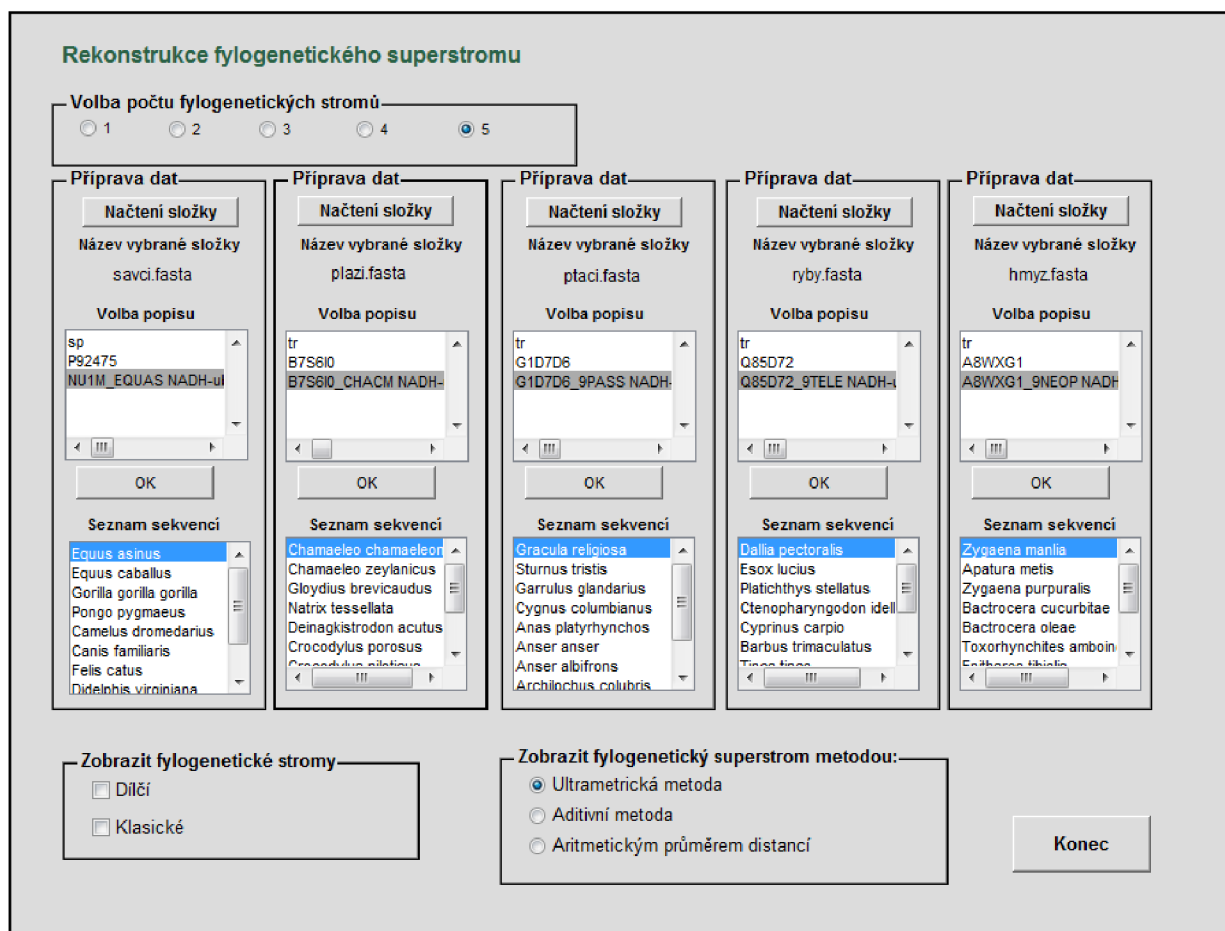 Rekonstrukce fylogenetického superstromu
Volba počtu fylogenetických stromů
1 2 3 4 5
Příprava dat
Načtení složky
Název vybrané složky
savci.fasta
Volba popisu
sp
P92475
NU1M_EQUAS NADH-ul
OK
Seznam sekvencí
Equus asinus
Equus caballus
Gorilla gorilla gorilla
Pongo pygmaeus
Camelus dromedarius
Canis familiaris
Felis catus
Didelphis virginiana
Příprava dat
Načtení složky
Název vybrané složky
plazi.fasta
Volba popisu
tr
B7S6I0
B7S6I0_CHACM NADH-
OK
Seznam sekvencí
Chamaeleo chamaeleon
Chamaeleo zeylanicus
Gloydius brevicaudus
Natrix tessellata
Deinagkistrodon acutus
Crocodylus porosus
Crocodylus niloticus
Příprava dat
Načtení složky
Název vybrané složky
ptaci.fasta
Volba popisu
tr
G1D7D6
G1D7D6_9PASS NADH-
OK
Seznam sekvencí
Gracula religiosa
Sturnus tristis
Garrulus glandarius
Cygnus columbianus
Anas platyrhynchos
Anser anser
Anser albifrons
Archilochus colubris
Příprava dat
Načtení složky
Název vybrané složky
ryby.fasta
Volba popisu
tr
Q85D72
Q85D72_9TELE NADH-u
OK
Seznam sekvencí
Dallia pectoralis
Esox lucius
Platichthys stellatus
Ctenopharyngodon idell
Cyprinus carpio
Barbus trimaculatus
Tinca tinca
Příprava dat
Načtení složky
Název vybrané složky
hmyz.fasta
Volba popisu
tr
A8WXG1
A8WXG1_9NEOP NADH
OK
Seznam sekvencí
Zygaena manlia
Apatura metis
Zygaena purpuralis
Bactrocera cucurbitae
Bactrocera oleae
Toxorhynchites amboin
Zobrazit fylogenetické stromy
Dílčí
Klasické
Zobrazit fylogenetický superstrom metodou:
Ultrametrická metoda
Aditivní metoda
Aritmetickým průměrem distancí
Konec